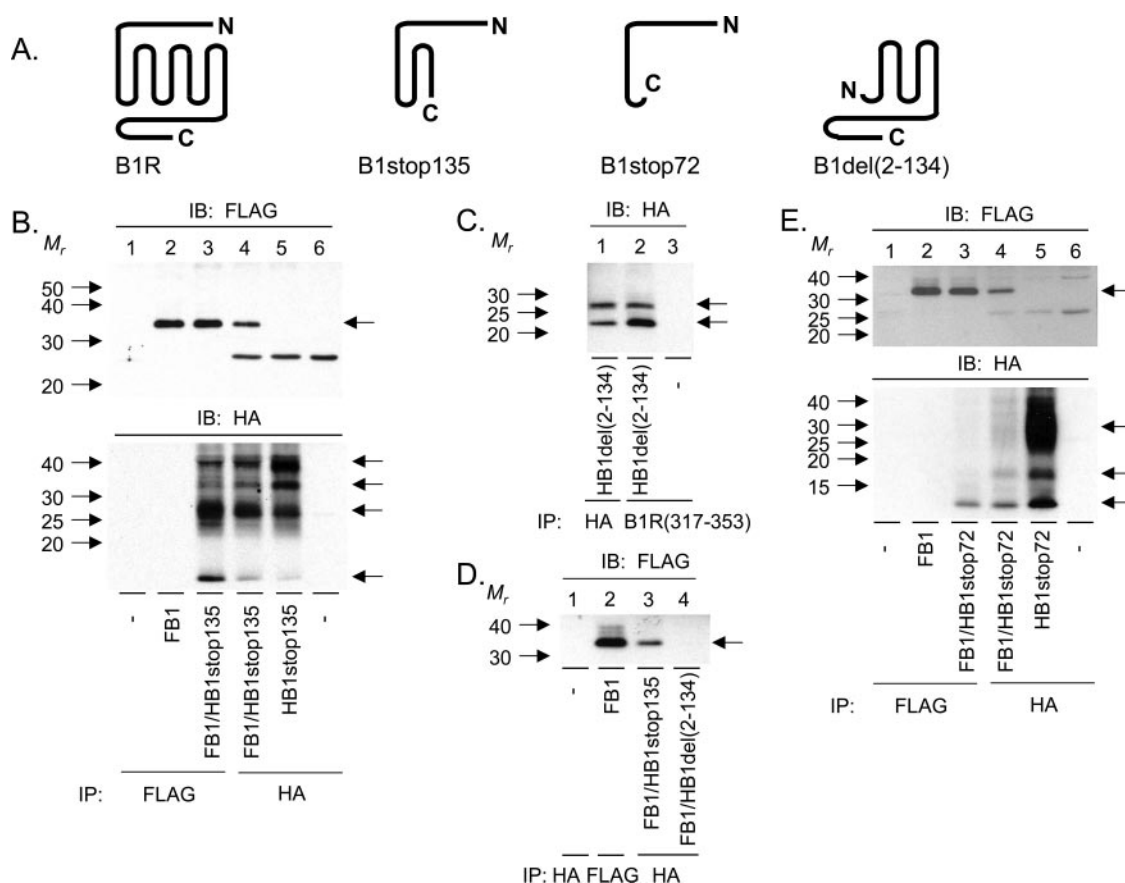 A.
N
C
B1R
N
C
B1stop135
N
C
B1stop72
N
C
B1del(2-134)
B.
IB: FLAG
Mr
1 2 3 4 5 6
50
40
30
20
IB: HA
40
30
25
20
-
FB1
FB1/HB1stop135
FB1/HB1stop135
HB1stop135
-
IP: FLAG HA
C.
IB: HA
Mr
1 2 3
30
25
20
HB1del(2-134)
HB1del(2-134)
-
IP: HA B1R(317-353)
D.
IB: FLAG
Mr
1 2 3 4
40
30
-
FB1
FB1/HB1stop135
FB1/HB1del(2-134)
IP: HA FLAG HA
E.
IB: FLAG
Mr
1 2 3 4 5 6
40
30
25
20
IB: HA
40
30
25
20
15
-
FB1
FB1/HB1stop72
FB1/HB1stop72
HB1stop72
-
IP: FLAG HA